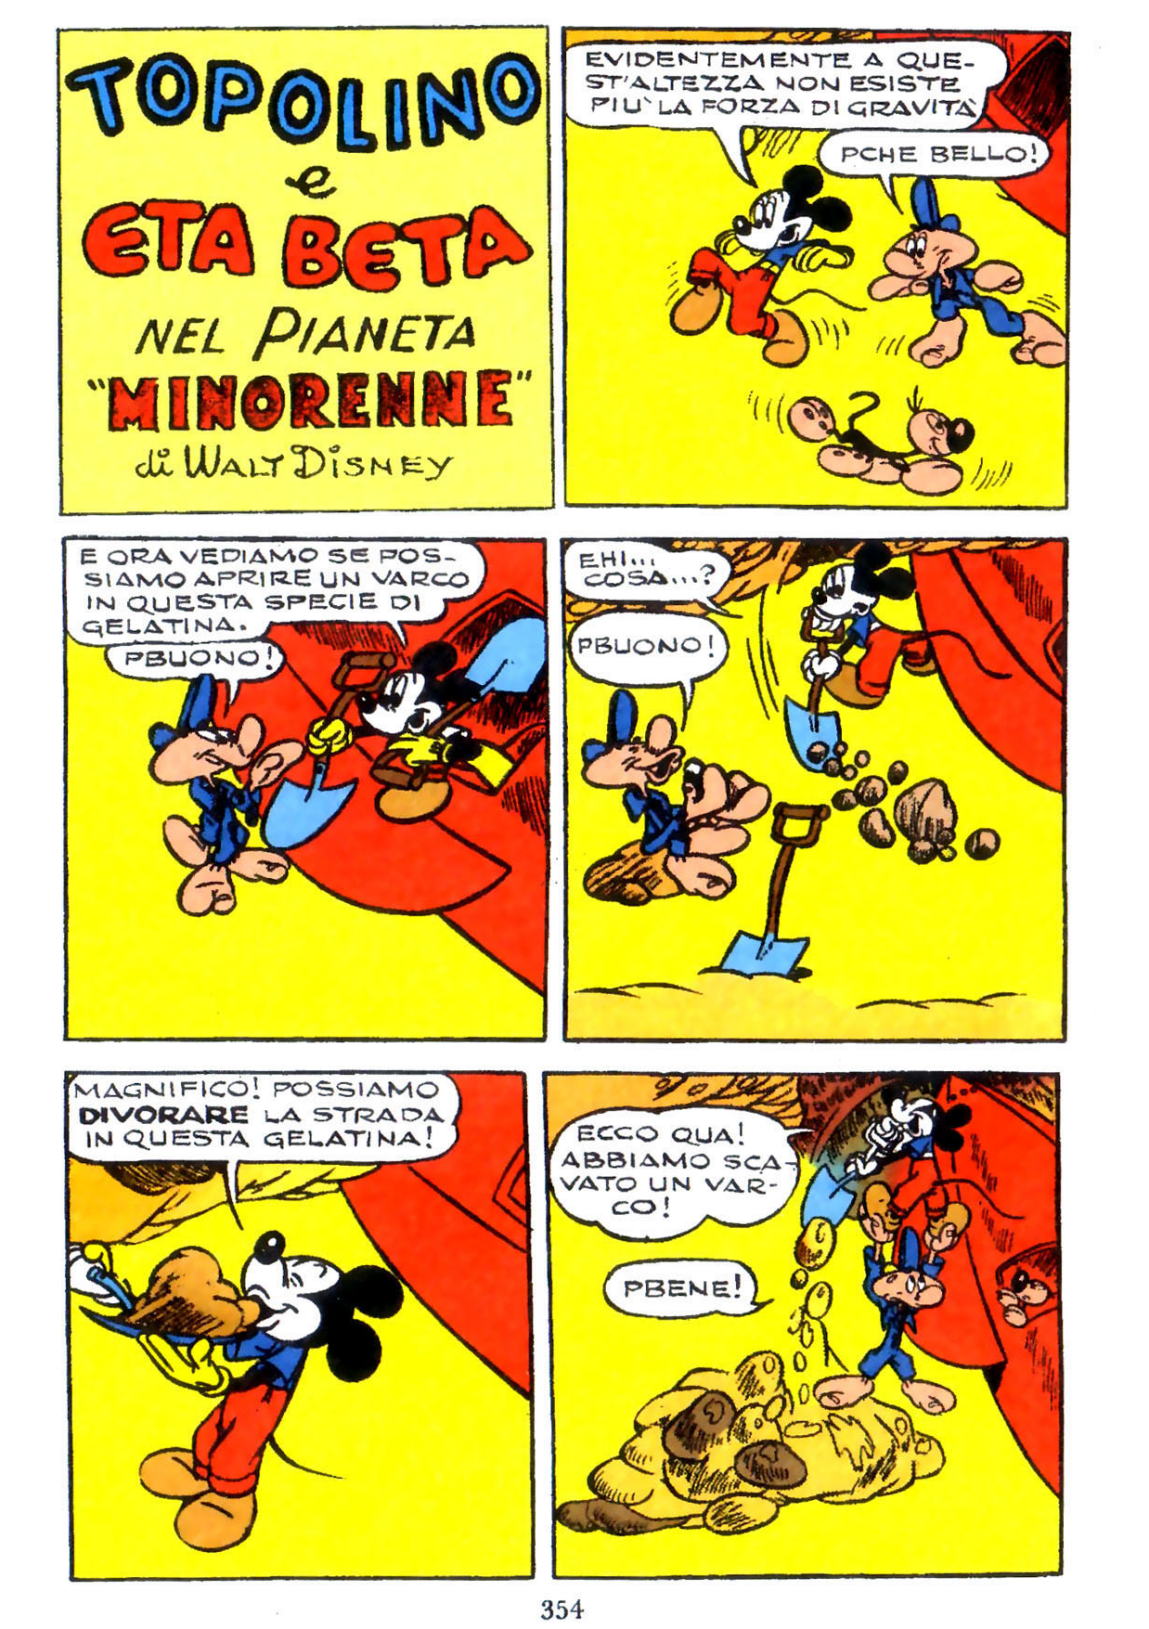 TOPOLINO
e
ETA BETA
NEL PIANETA
"MINORENNE"
di WALT DISNEY
EVIDENTEMENTE A QUE-
ST'ALTEZZA NON ESISTE
PIU' LA FORZA DI GRAVITÀ
PCHE BELLO!
E ORA VEDIAMO SE POS-
SIAMO APRIRE UN VARCO
IN QUESTA SPECIE DI
GELATINA.
PBUONO!
EHI...
COSA...?
PBUONO!
MAGNIFICO! POSSIAMO
DIVORARE LA STRADA
IN QUESTA GELATINA!
ECCO QUA!
ABBIAMO SCA-
VATO UN VAR-
CO!
PBENE!
354